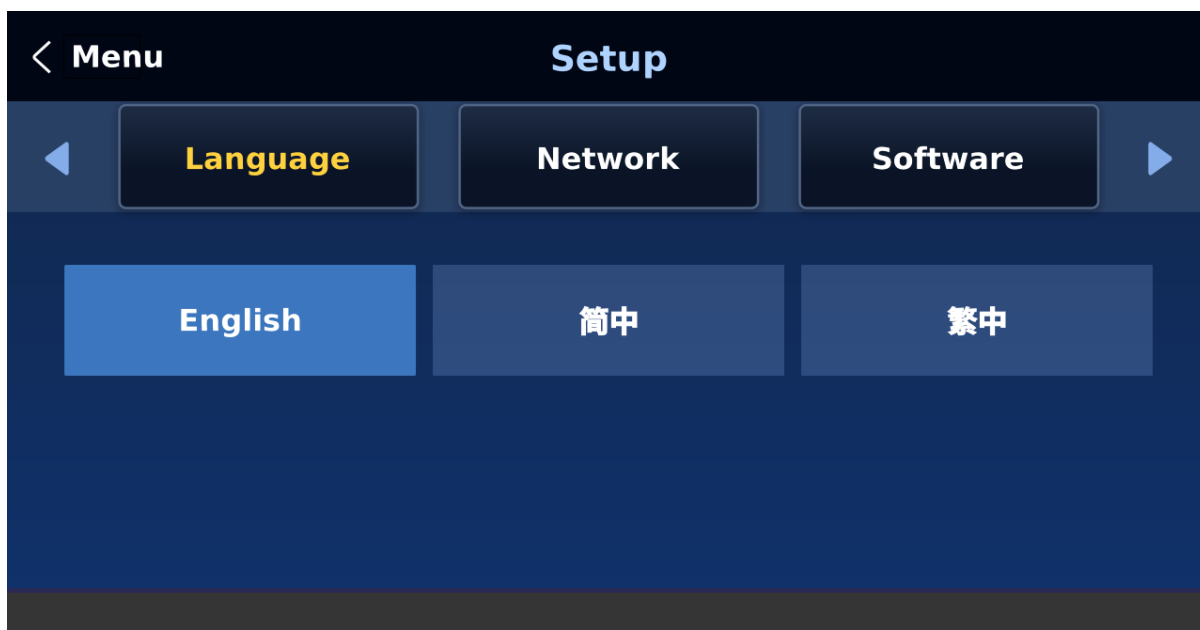 Menu
Setup
Language
Network
Software
English
简中
繁中